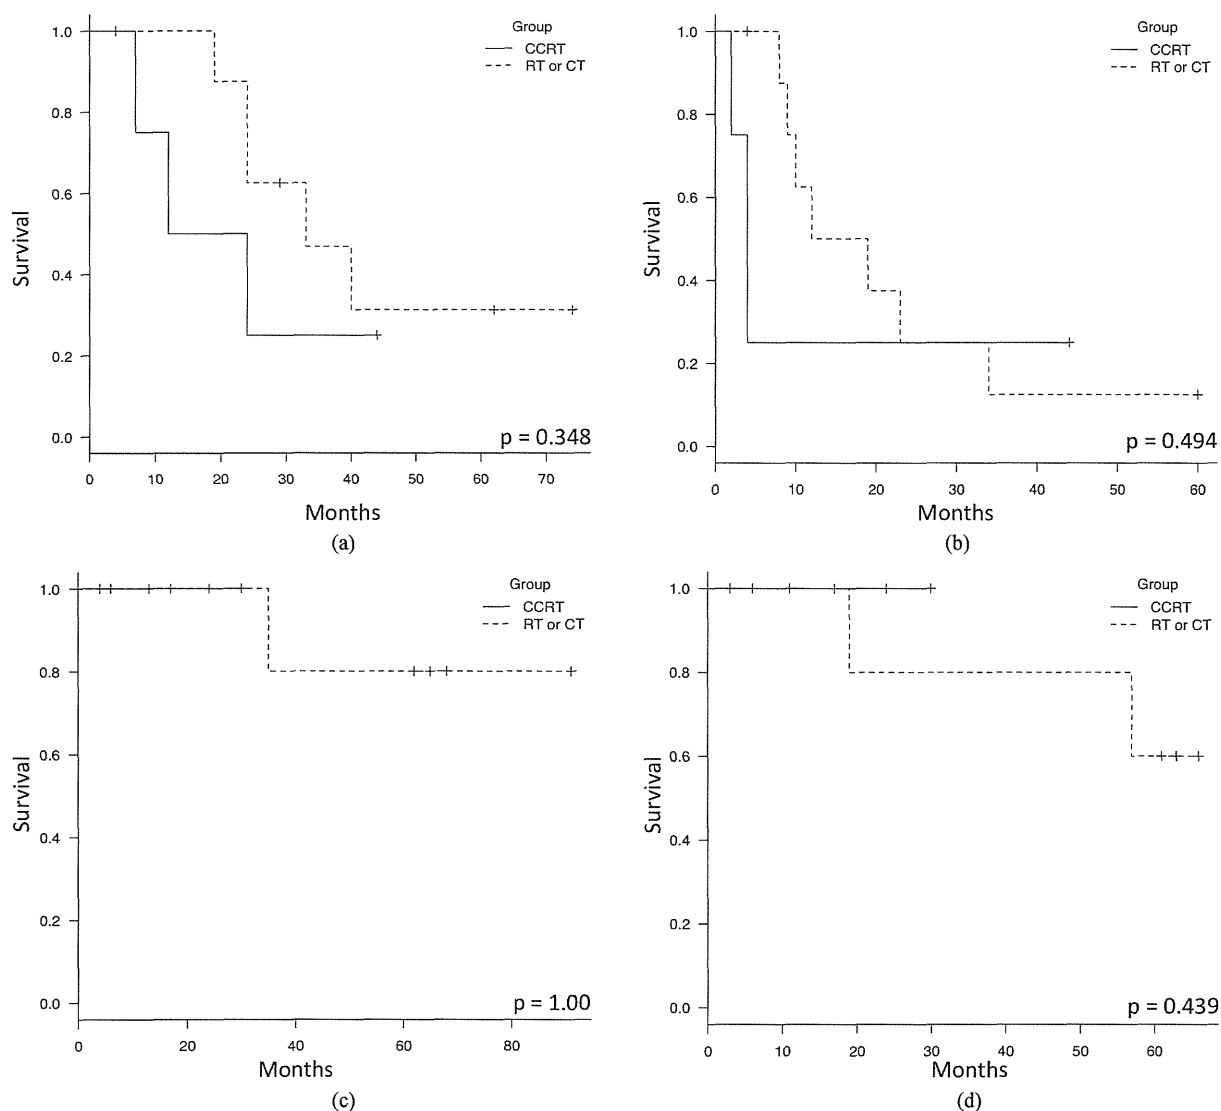 Group
CCRT
RT or CT
1.0
0.8
0.6
0.4
0.2
0.0
Survival
p = 0.348
0 10 20 30 40 50 60 70
Months
(a)
Group
CCRT
RT or CT
1.0
0.8
0.6
0.4
0.2
0.0
Survival
p = 0.494
0 10 20 30 40 50 60
Months
(b)
Group
CCRT
RT or CT
1.0
0.8
0.6
0.4
0.2
0.0
Survival
p = 1.00
0 20 40 60 80
Months
(c)
Group
CCRT
RT or CT
1.0
0.8
0.6
0.4
0.2
0.0
Survival
p = 0.439
0 10 20 30 40 50 60
Months
(d)